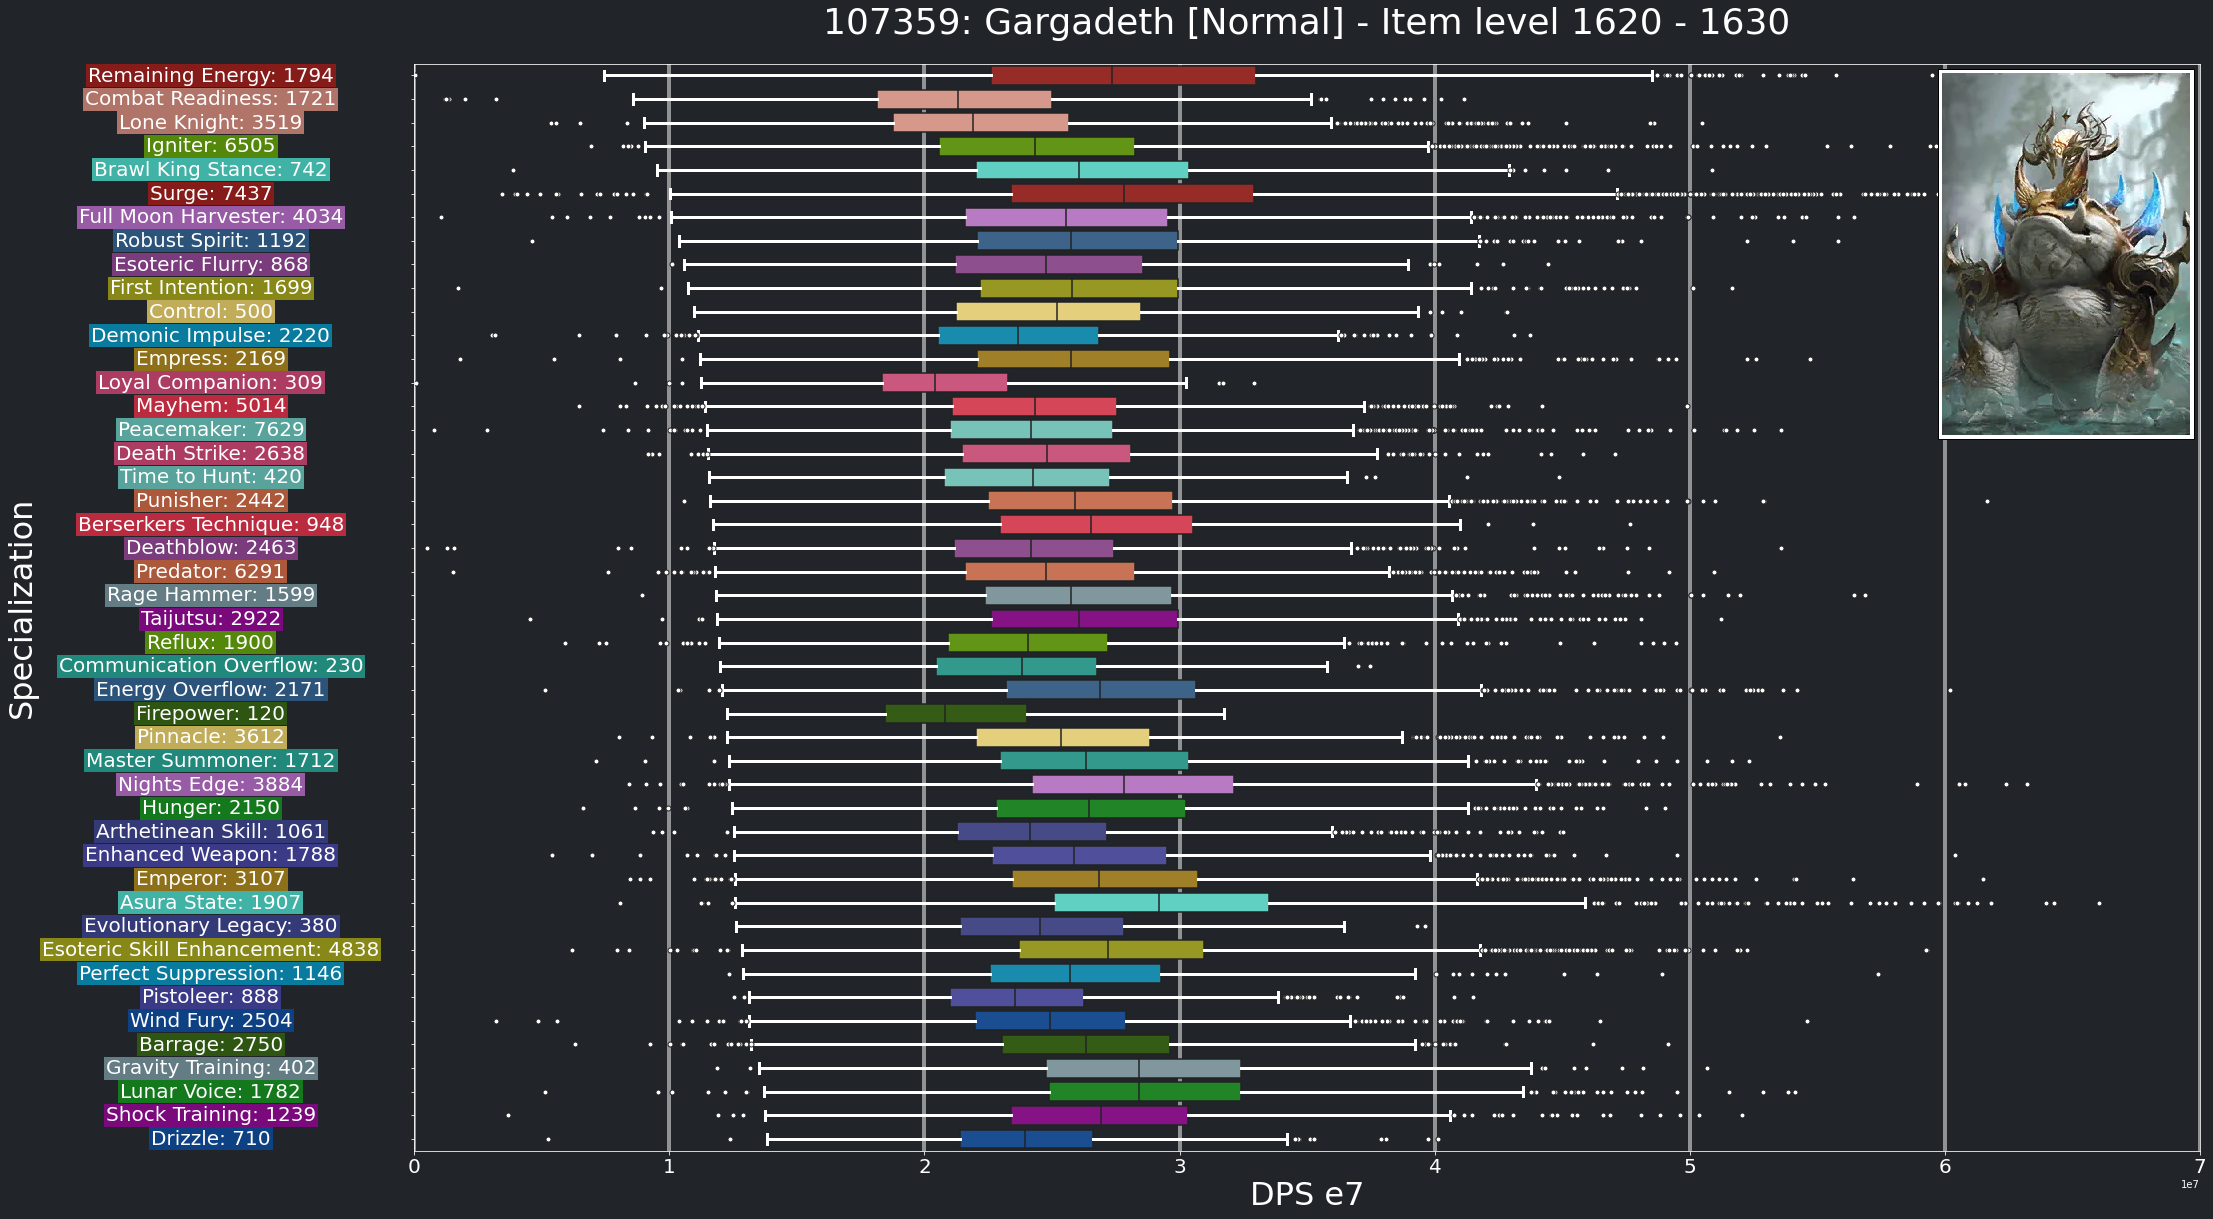 107359: Gargadeth [Normal] - Item level 1620 - 1630
Remaining Energy: 1794
Combat Readiness: 1721
Lone Knight: 3519
Igniter: 6505
Brawl King Stance: 742
Surge: 7437
Full Moon Harvester: 4034
Robust Spirit: 1192
Esoteric Flurry: 868
First Intention: 1699
Control: 500
Demonic Impulse: 2220
Empress: 2169
Loyal Companion: 309
Mayhem: 5014
Peacemaker: 7629
Death Strike: 2638
Time to Hunt: 420
Punisher: 2442
Berserkers Technique: 948
Deathblow: 2463
Predator: 6291
Rage Hammer: 1599
Taijutsu: 2922
Reflux: 1900
Communication Overflow: 230
Energy Overflow: 2171
Firepower: 120
Pinnacle: 3612
Master Summoner: 1712
Nights Edge: 3884
Hunger: 2150
Arthetinean Skill: 1061
Enhanced Weapon: 1788
Emperor: 3107
Asura State: 1907
Evolutionary Legacy: 380
Esoteric Skill Enhancement: 4838
Perfect Suppression: 1146
Pistoleer: 888
Wind Fury: 2504
Barrage: 2750
Gravity Training: 402
Lunar Voice: 1782
Shock Training: 1239
Drizzle: 710
Specialization
0 1 2 3 4 5 6 7
DPS e7
1e7